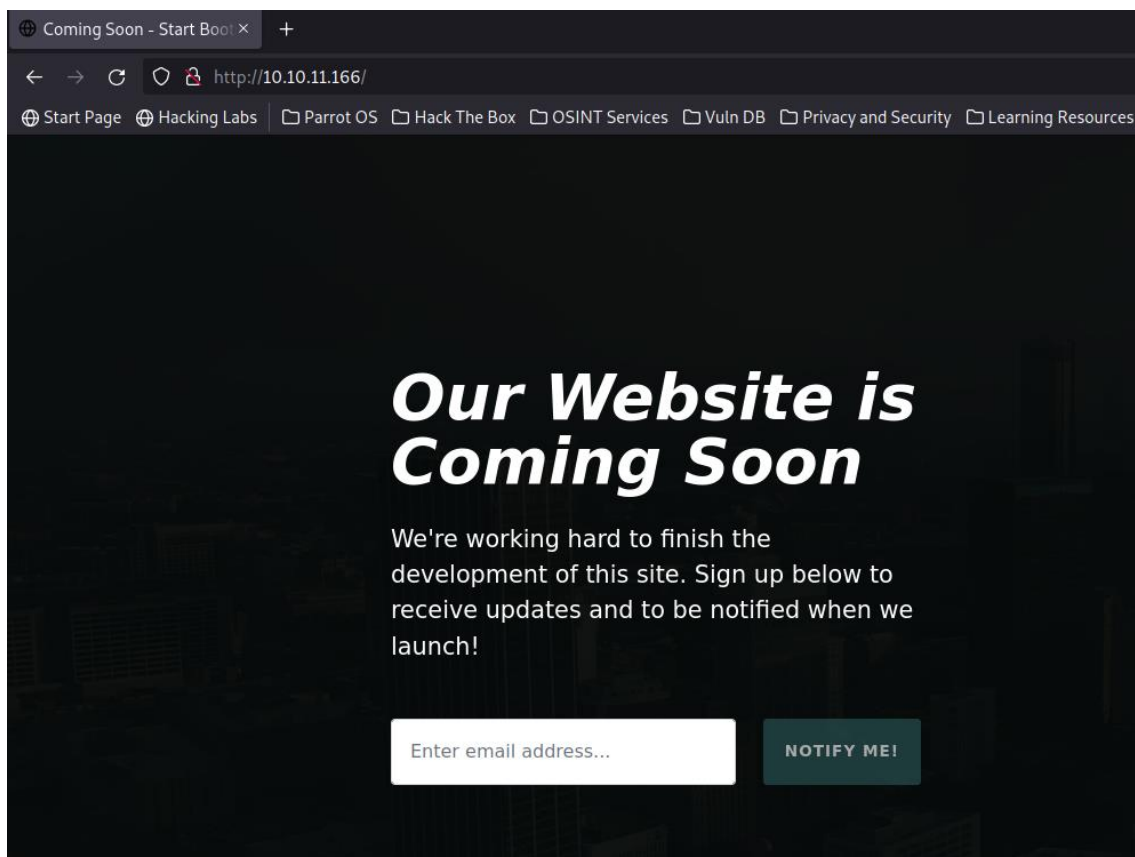 Coming Soon - Start Boot
http://10.10.11.166/
Start Page Hacking Labs Parrot OS Hack The Box OSINT Services Vuln DB Privacy and Security Learning Resources
Our Website is
Coming Soon
We're working hard to finish the
development of this site. Sign up below to
receive updates and to be notified when we
launch!
Enter email address... NOTIFY ME!